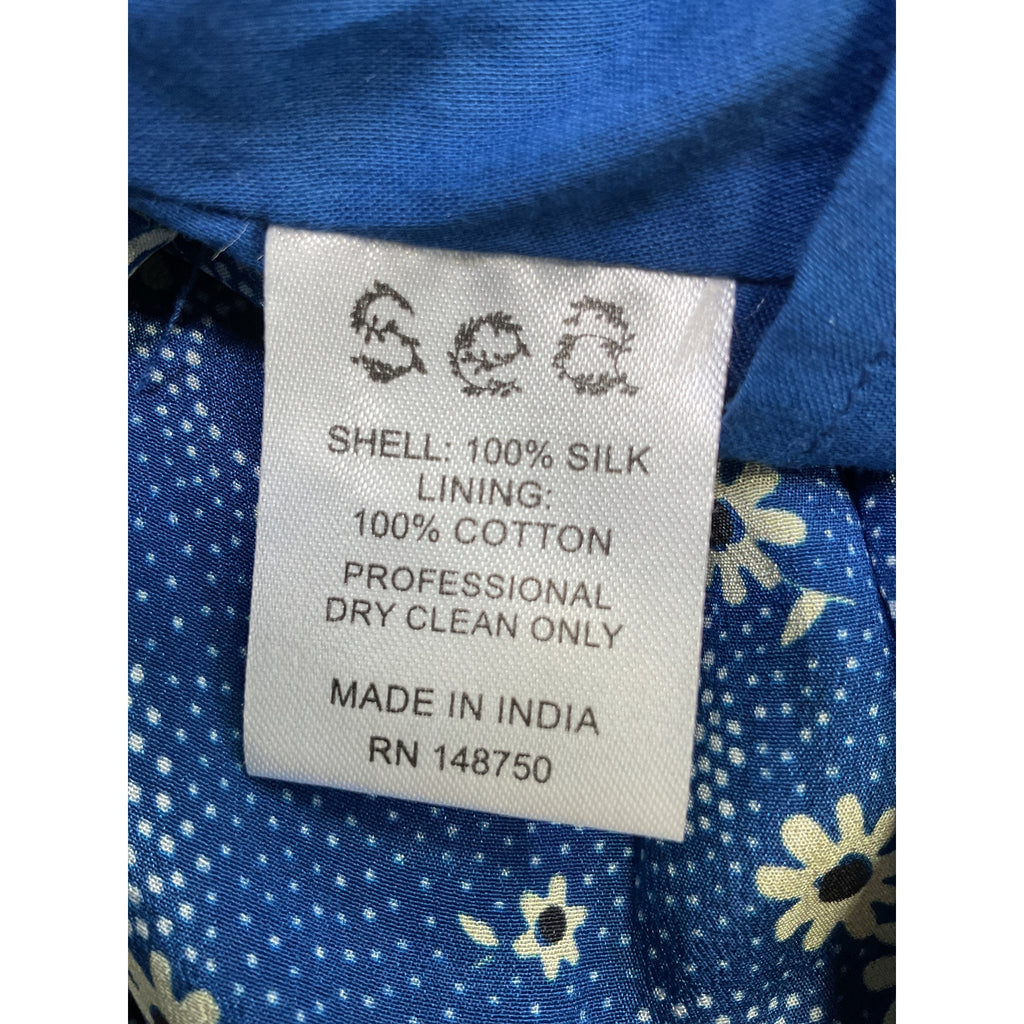 Sea
SHELL: 100% SILK
LINING:
100% COTTON
PROFESSIONAL
DRY CLEAN ONLY
MADE IN INDIA
RN 148750